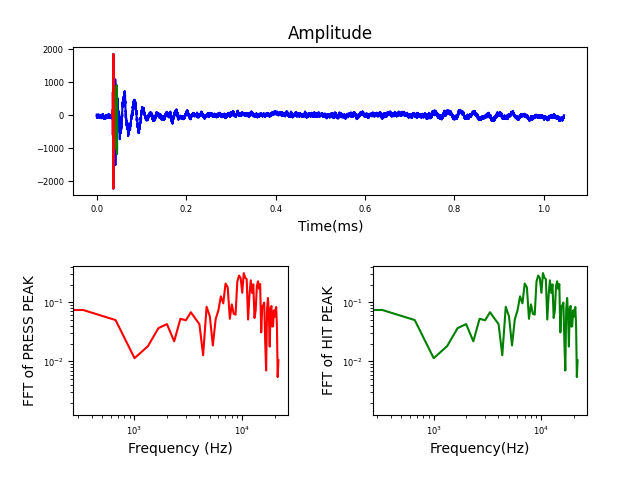 Amplitude
2000
1000
0
−1000
−2000
0.0 0.2 0.4 0.6 0.8 1.0
Time(ms)
FFT of PRESS PEAK
10⁻¹
10⁻²
10³ 10⁴
Frequency (Hz)
FFT of HIT PEAK
10⁻¹
10⁻²
10³ 10⁴
Frequency(Hz)